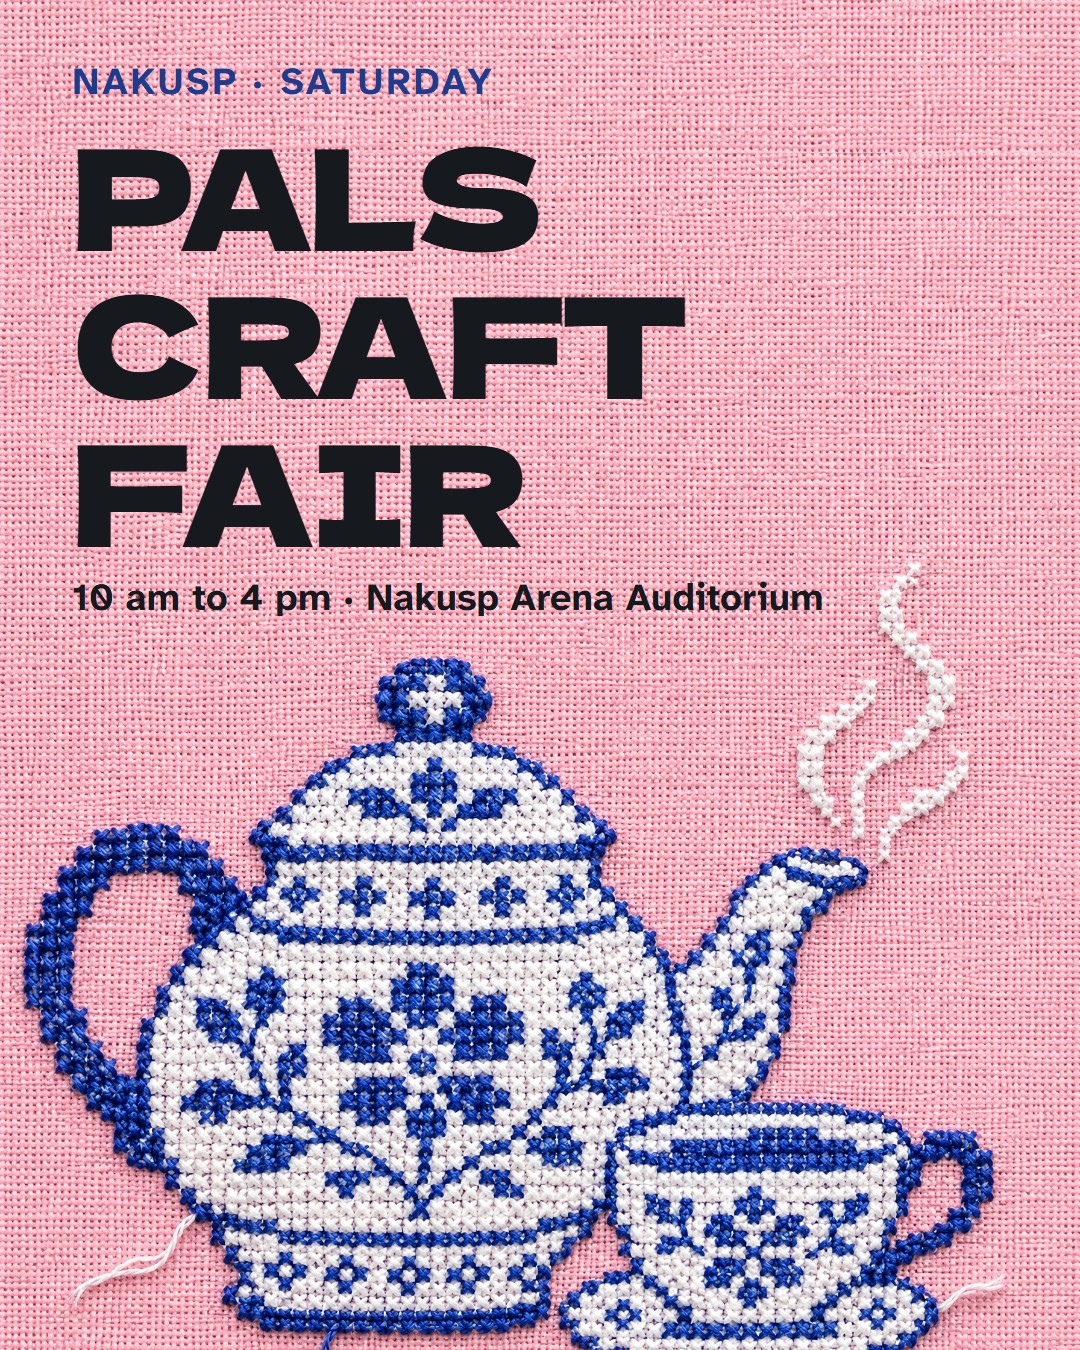 NAKUSP · SATURDAY
PALS
CRAFT
FAIR
10 am to 4 pm · Nakusp Arena Auditorium